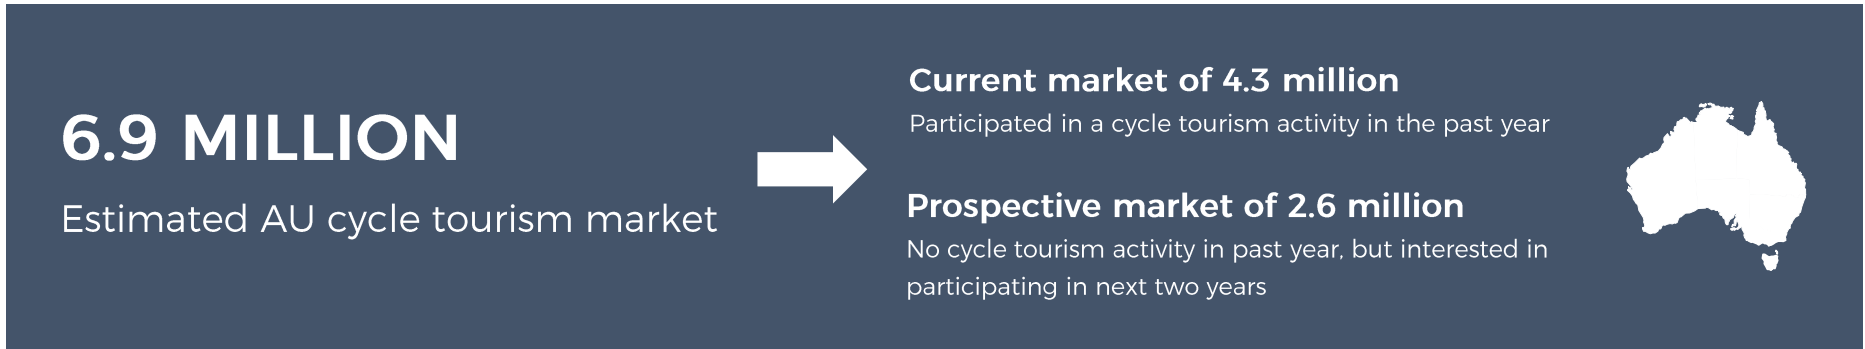 6.9 MILLION
Estimated AU cycle tourism market
Current market of 4.3 million
Participated in a cycle tourism activity in the past year
Prospective market of 2.6 million
No cycle tourism activity in past year, but interested in
participating in next two years